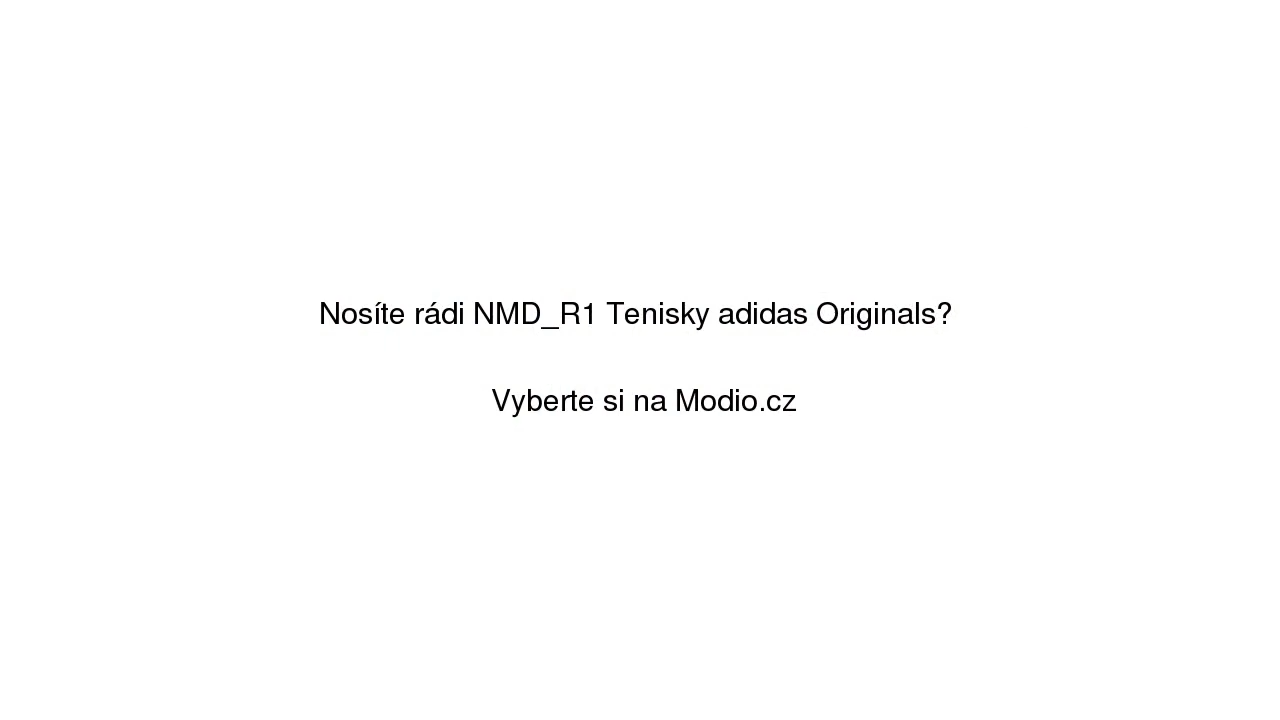 Nosíte rádi NMD_R1 Tenisky adidas Originals?
Vyberte si na Modio.cz